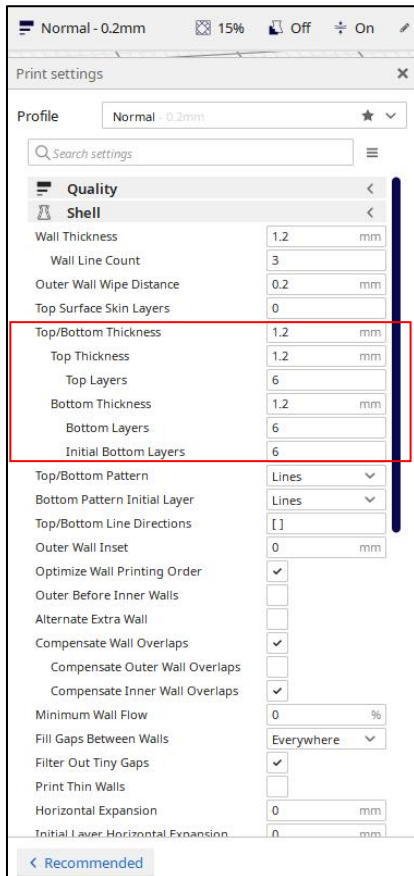 Normal - 0.2mm 15% Off On
Print settings
Profile Normal - 0.2mm
Search settings
Quality
Shell
Wall Thickness 1.2 mm
Wall Line Count 3
Outer Wall Wipe Distance 0.2 mm
Top Surface Skin Layers 0
Top/Bottom Thickness 1.2 mm
Top Thickness 1.2 mm
Top Layers 6
Bottom Thickness 1.2 mm
Bottom Layers 6
Initial Bottom Layers 6
Top/Bottom Pattern Lines
Bottom Pattern Initial Layer Lines
Top/Bottom Line Directions [ ]
Outer Wall Inset 0 mm
Optimize Wall Printing Order
Outer Before Inner Walls
Alternate Extra Wall
Compensate Wall Overlaps
Compensate Outer Wall Overlaps
Compensate Inner Wall Overlaps
Minimum Wall Flow 0 %
Fill Gaps Between Walls Everywhere
Filter Out Tiny Gaps
Print Thin Walls
Horizontal Expansion 0 mm
Initial Layer Horizontal Expansion 0 mm
Recommended